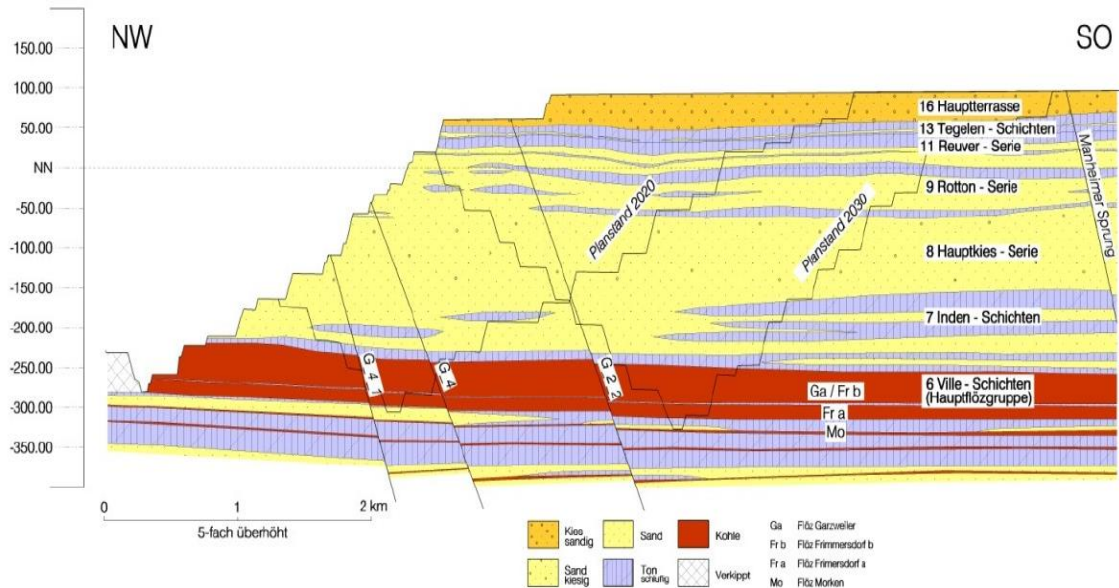 NW
SO
150.00
100.00
50.00
NN
-50.00
-100.00
-150.00
-200.00
-250.00
-300.00
-350.00
16 Hauptterrasse
13 Tegelen - Schichten
11 Reuver - Serie
9 Rotton - Serie
8 Hauptkies - Serie
7 Inden - Schichten
6 Ville - Schichten
(Hauptflözgruppe)
Ga / Fr b
Fr a
Mo
Planstand 2020
Planstand 2030
Manheimer Sprung
G 4.1
G 4
G 2.2
0 1 2 km
5-fach überhöht
Kies
sandig
Sand
Kohle
Sand
kiesig
Ton
schluffig
Verkippt
Ga Flöz Garzweiler
Fr b Flöz Frimmersdorf b
Fr a Flöz Frimersdorf a
Mo Flöz Morken